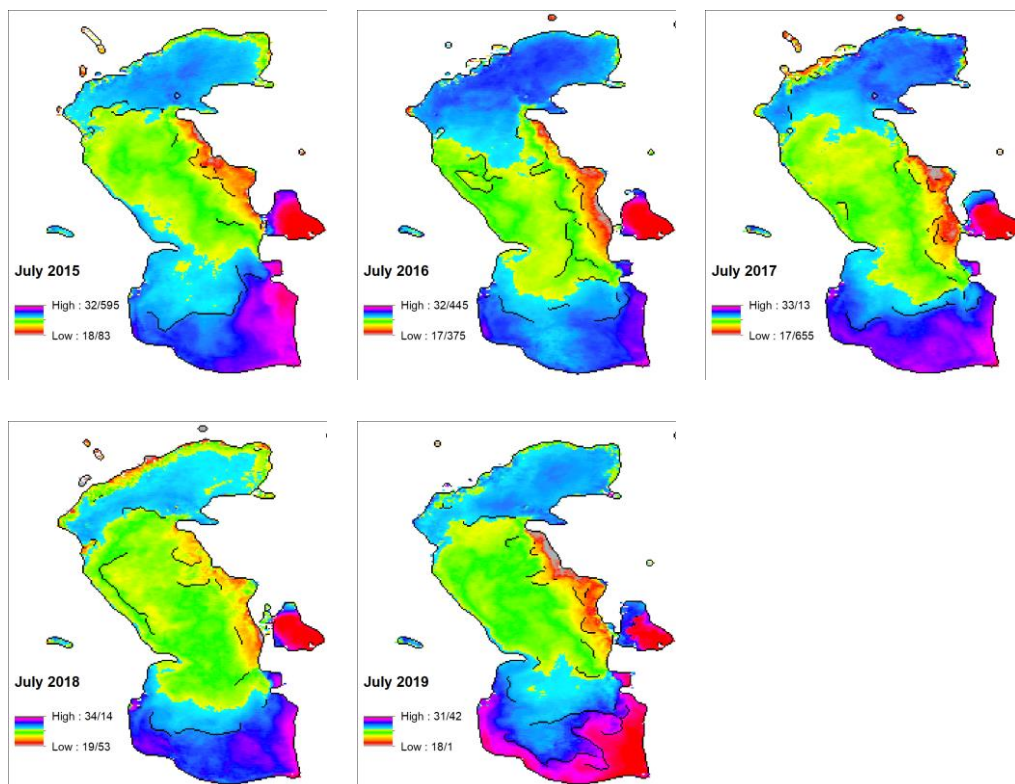 July 2015
High : 32/595
Low : 18/83
July 2016
High : 32/445
Low : 17/375
July 2017
High : 33/13
Low : 17/655
July 2018
High : 34/14
Low : 19/53
July 2019
High : 31/42
Low : 18/1